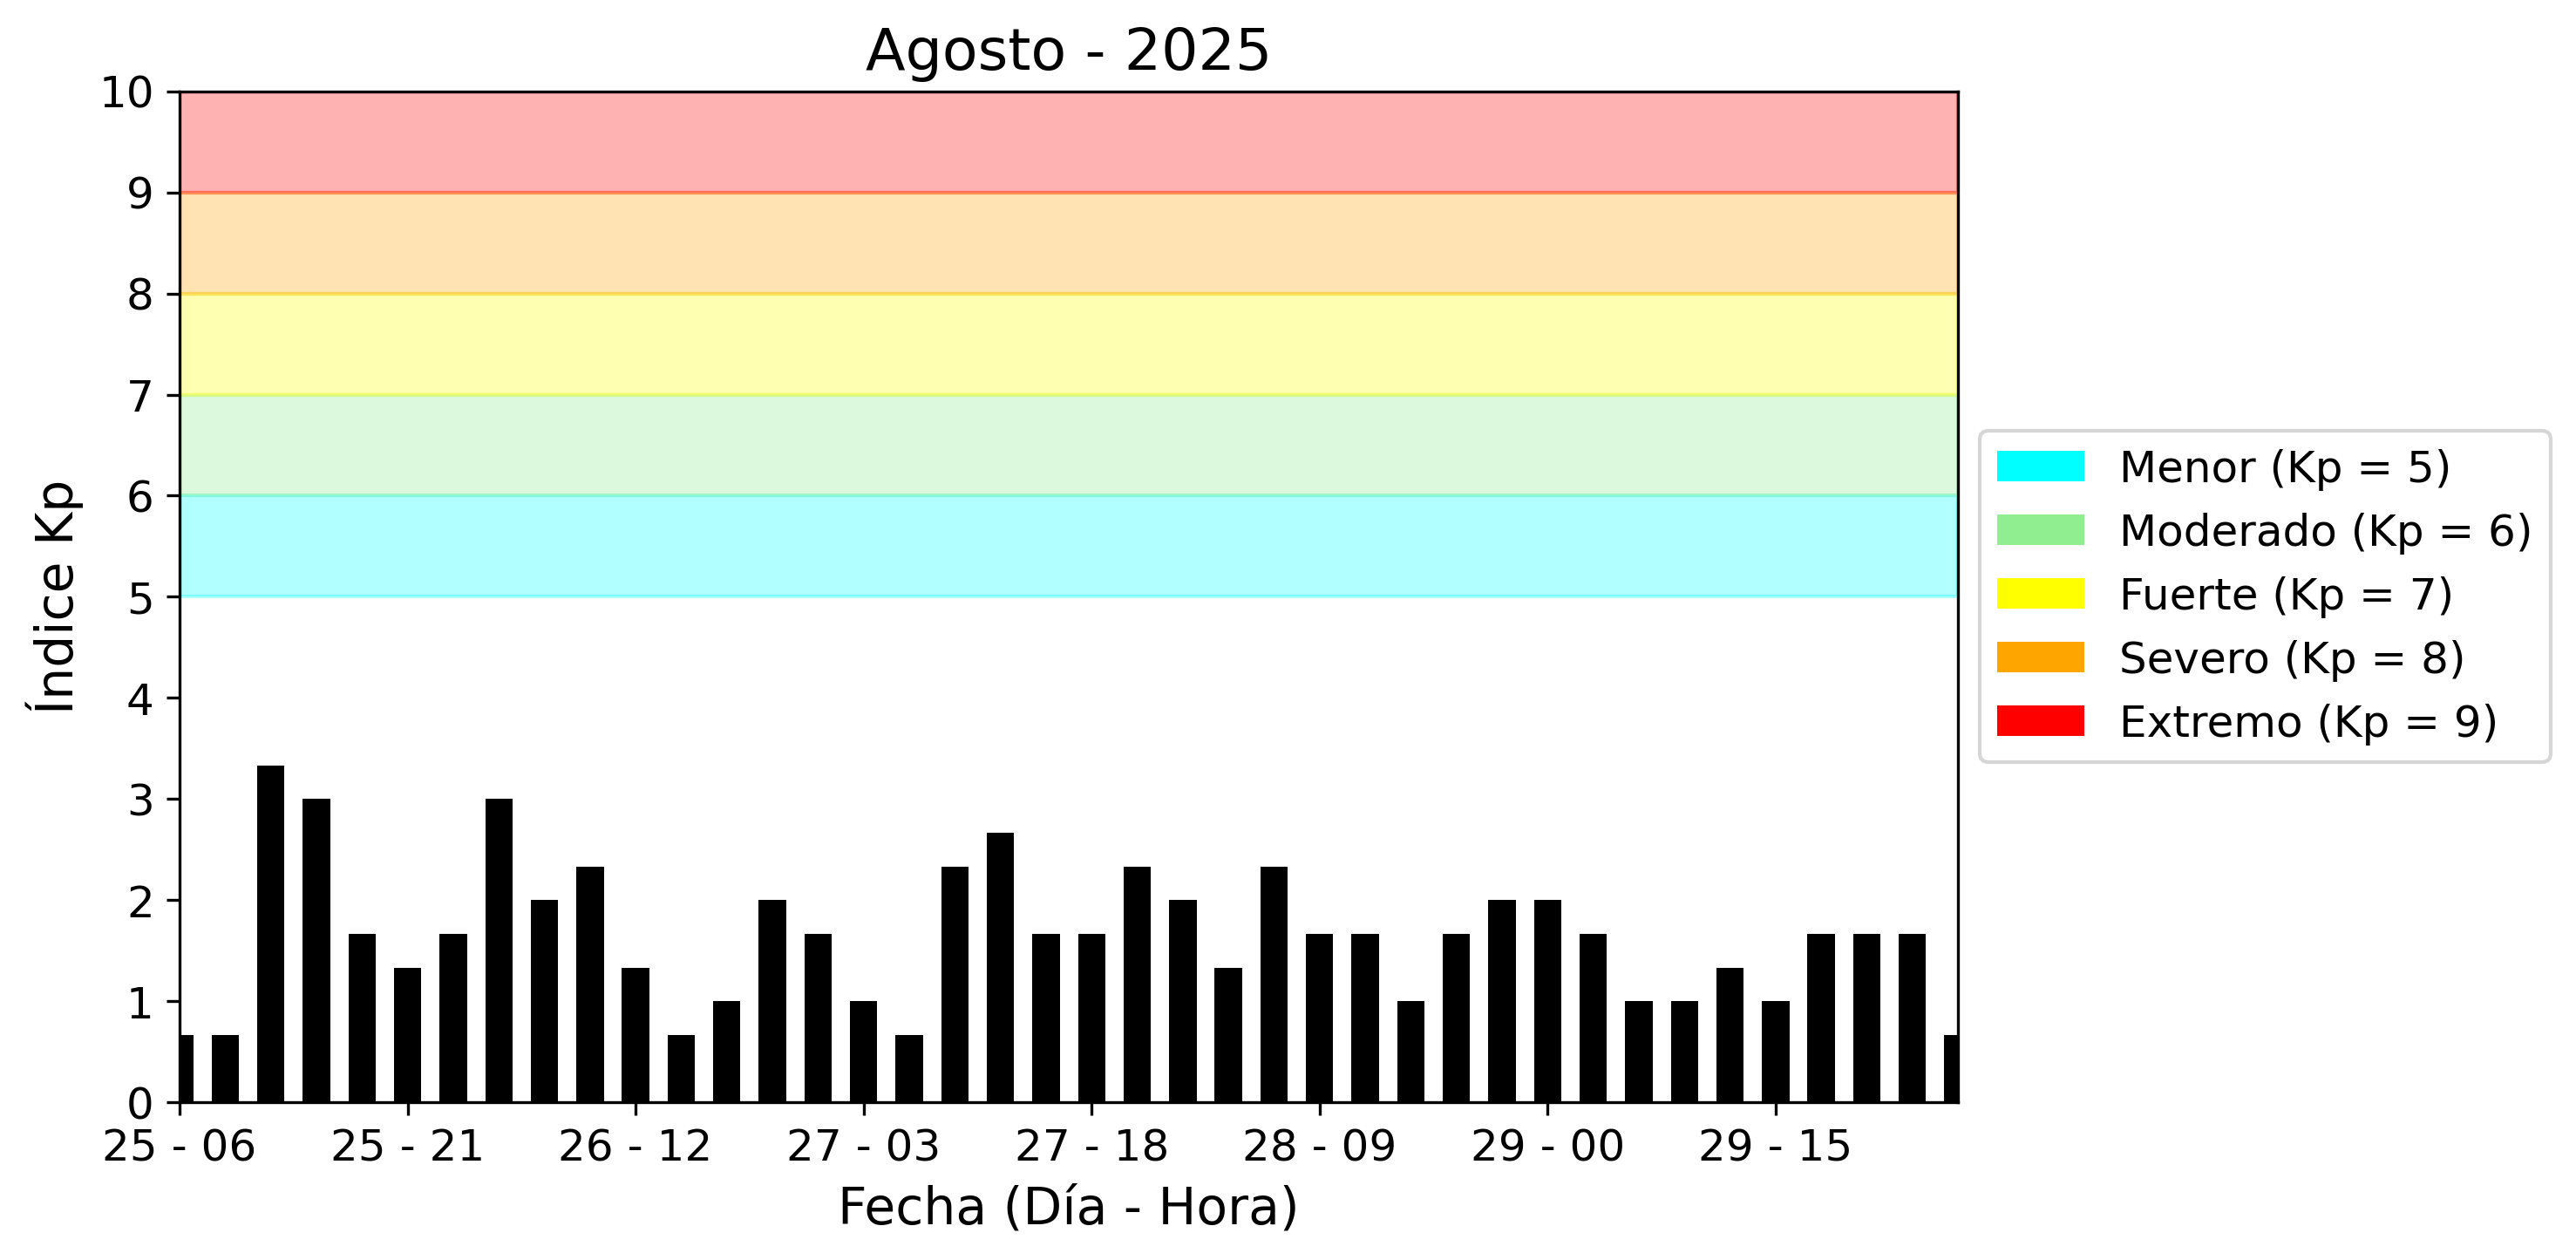 Agosto - 2025
Índice Kp
10
9
8
7
6
5
4
3
2
1
0
25 - 06
25 - 21
26 - 12
27 - 03
27 - 18
28 - 09
29 - 00
29 - 15
Fecha (Día - Hora)
Menor (Kp = 5)
Moderado (Kp = 6)
Fuerte (Kp = 7)
Severo (Kp = 8)
Extremo (Kp = 9)